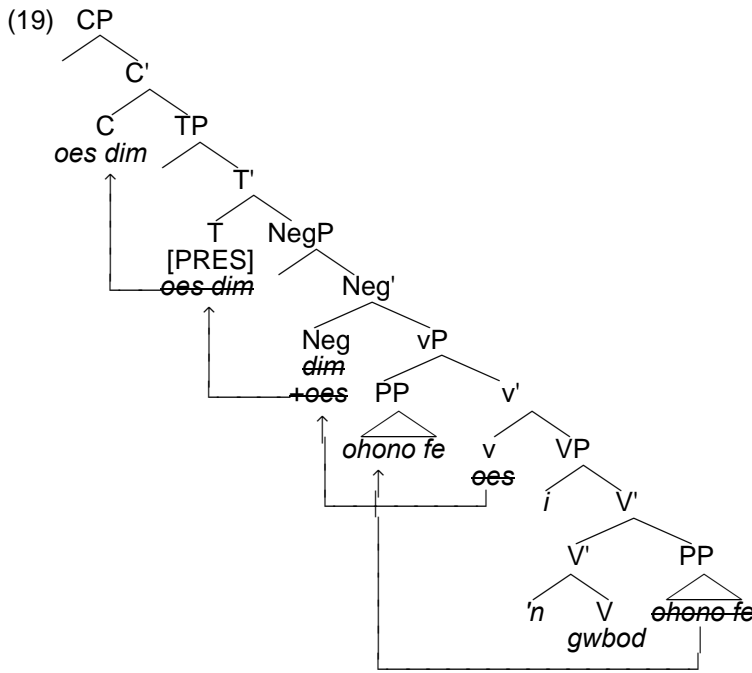 (19) CP
C'
C TP
oes dim
T'
T NegP
[PRES]
oes dim
Neg'
Neg vP
dim
+oes PP v'
ohono fe v VP
oes
i V'
V' PP
'n V ohono fe
gwbod